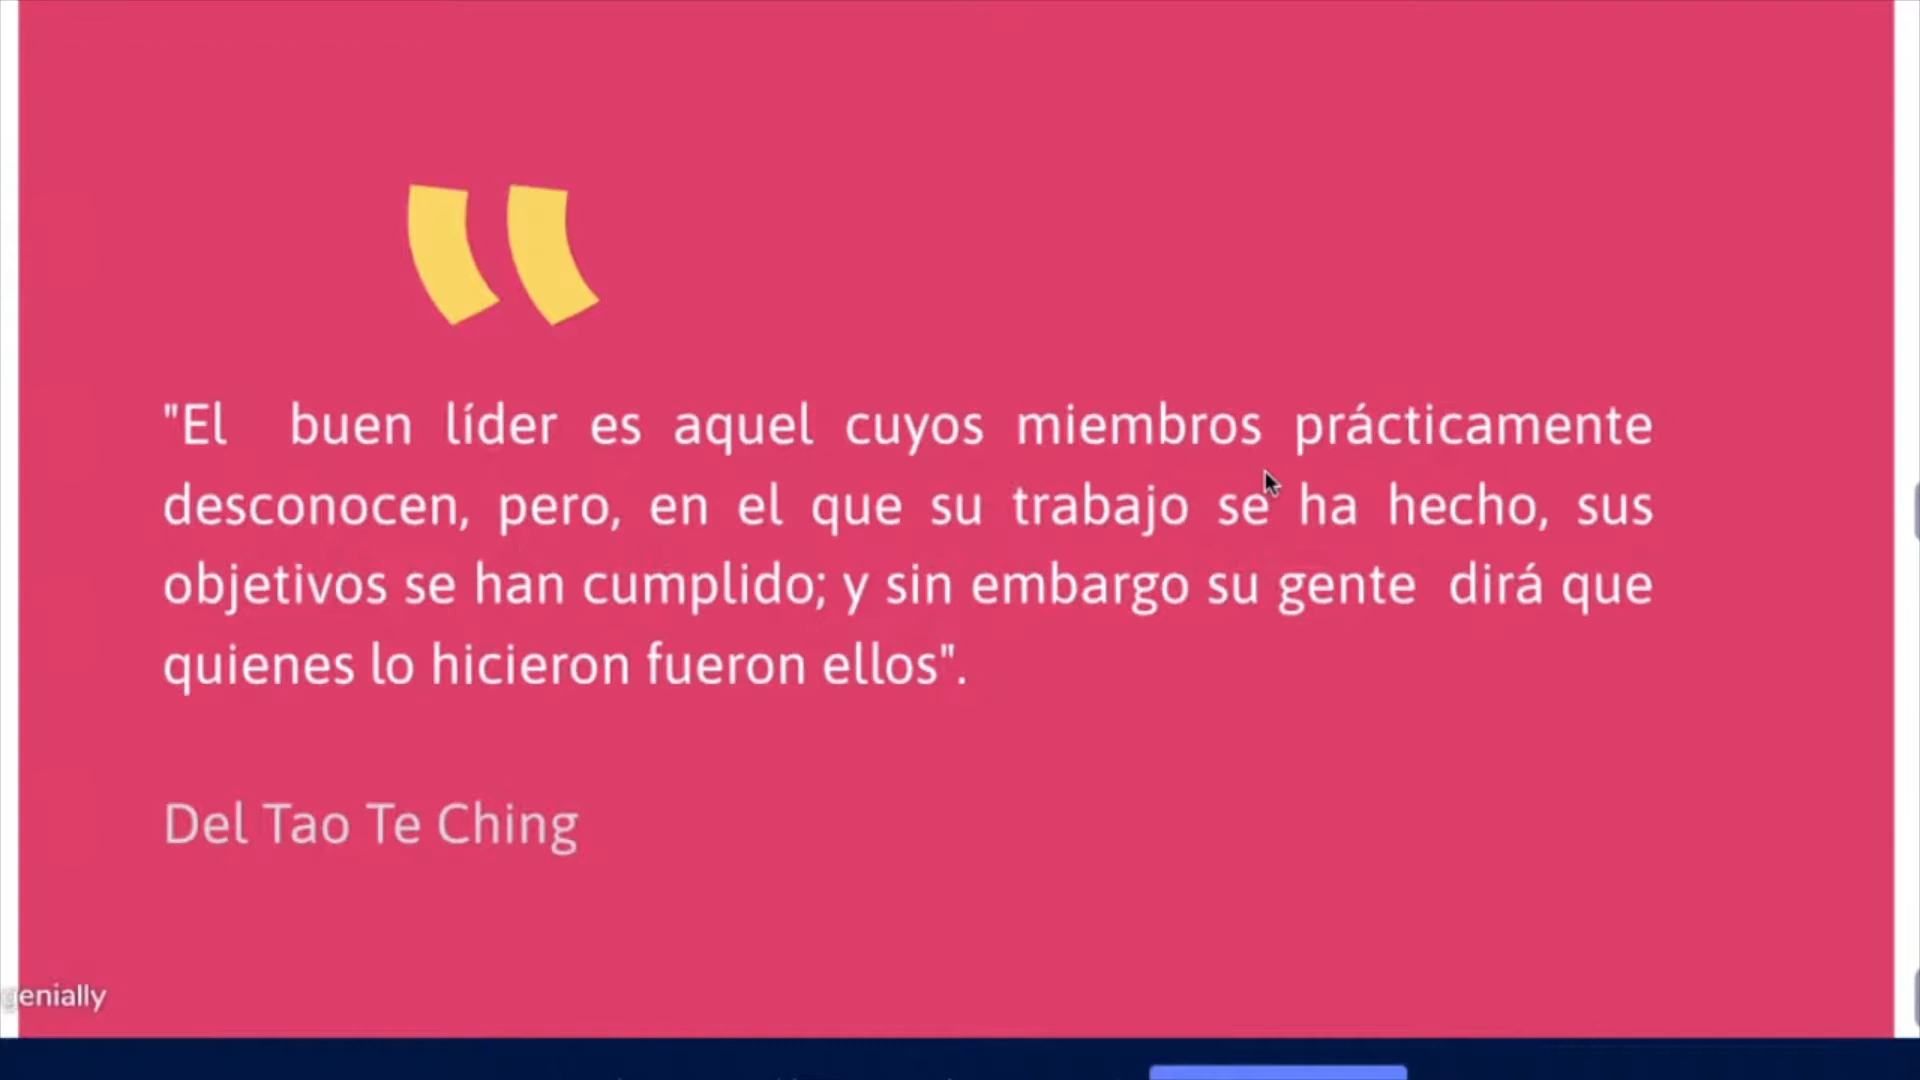 "El buen líder es aquel cuyos miembros prácticamente
desconocen, pero, en el que su trabajo se ha hecho, sus
objetivos se han cumplido; y sin embargo su gente dirá que
quienes lo hicieron fueron ellos".
Del Tao Te Ching
genially